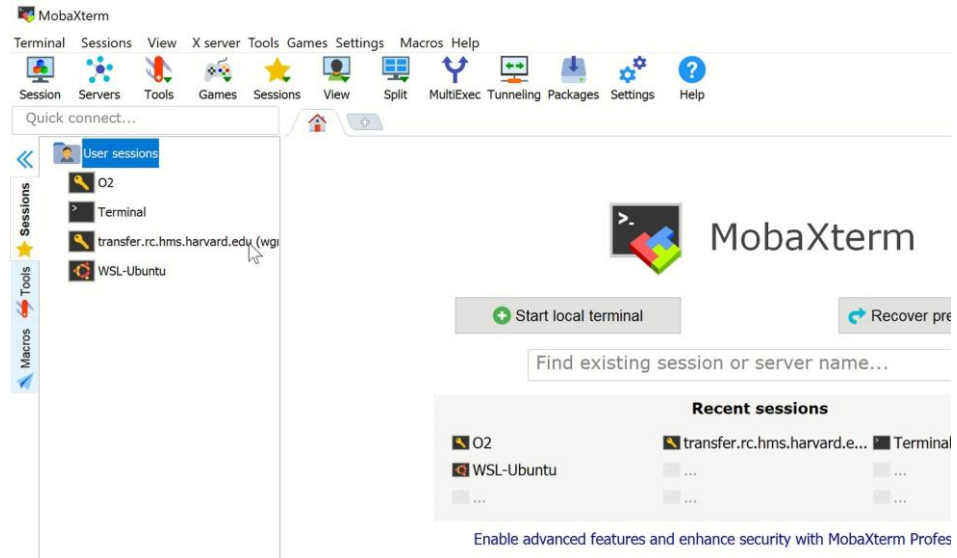 MobaXterm
Terminal Sessions View X server Tools Games Settings Macros Help
Session Servers Tools Games Sessions View Split MultiExec Tunneling Packages Settings Help
Quick connect...
User sessions
O2
Terminal
transfer.rc.hms.harvard.edu (wgr
WSL-Ubuntu
Sessions
Tools
Macros
MobaXterm
Start local terminal
Recover pre
Find existing session or server name...
Recent sessions
O2 transfer.rc.hms.harvard.e... Terminal
WSL-Ubuntu ... ...
... ... ...
Enable advanced features and enhance security with MobaXterm Profes